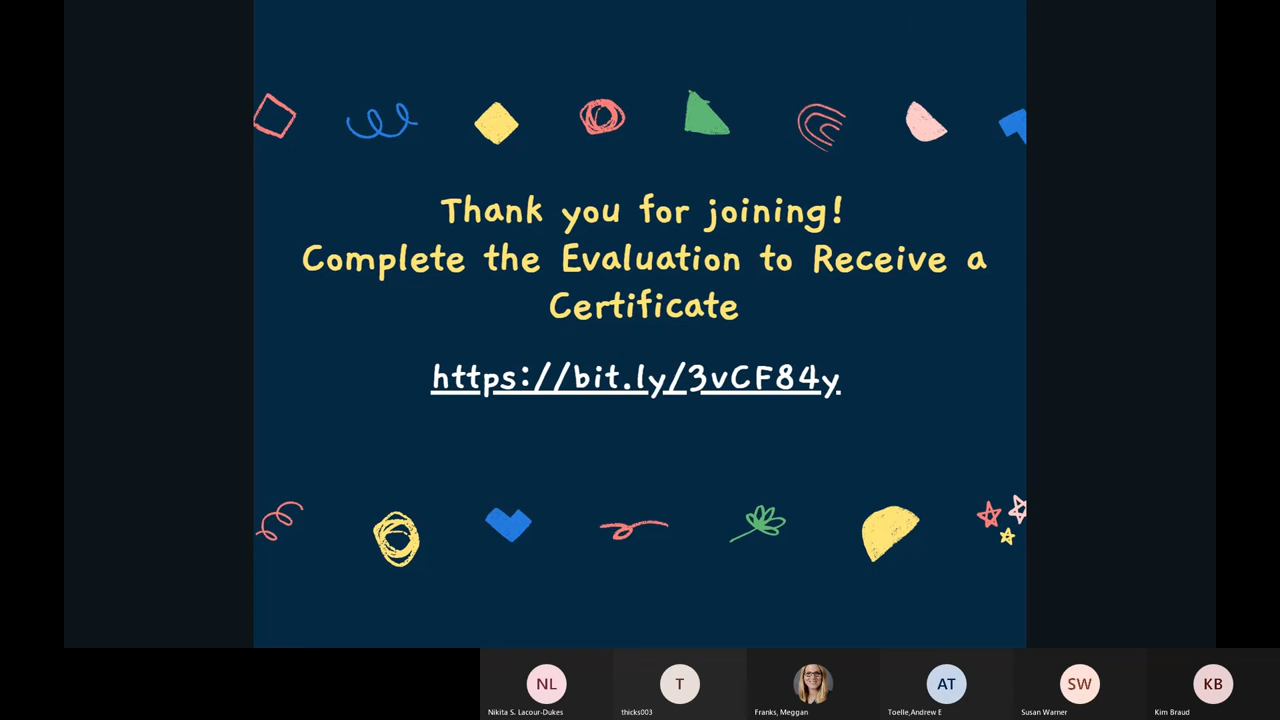 Thank you for joining!
Complete the Evaluation to Receive a
Certificate
https://bit.ly/3vCF84y
NL
T
AT
SW
KB
Nikita S. Lacour-Dukes
thicks003
Franks, Meggan
Toelle,Andrew E
Susan Warner
Kim Braud